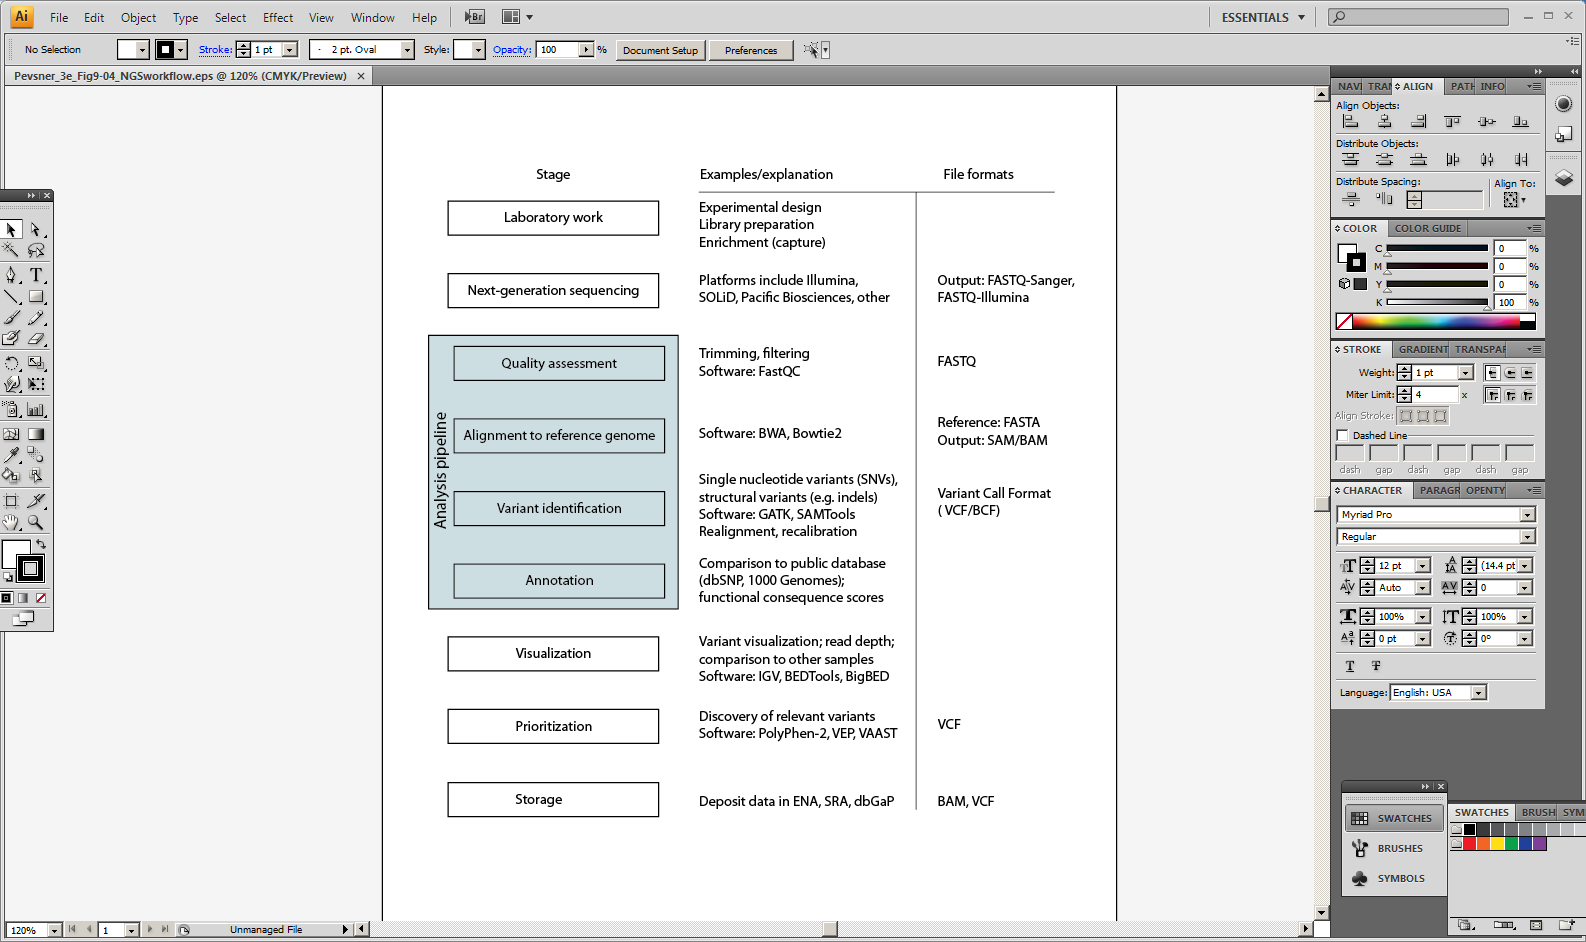 Ai File Edit Object Type Select Effect View Window Help Br ESSENTIALS
No Selection Stroke: 1 pt 2 pt. Oval Style: Opacity: 100 % Document Setup Preferences
Pevsner_3e_Fig9-04_NGSworkflow.eps @ 120% (CMYK/Preview)
Stage Examples/explanation File formats
Laboratory work
Experimental design
Library preparation
Enrichment (capture)
Next-generation sequencing
Platforms include Illumina,
SOLiD, Pacific Biosciences, other
Output: FASTQ-Sanger,
FASTQ-Illumina
Analysis pipeline
Quality assessment
Trimming, filtering
Software: FastQC
FASTQ
Alignment to reference genome
Software: BWA, Bowtie2
Reference: FASTA
Output: SAM/BAM
Variant identification
Single nucleotide variants (SNVs),
structural variants (e.g. indels)
Software: GATK, SAMTools
Realignment, recalibration
Variant Call Format
( VCF/BCF)
Annotation
Comparison to public database
(dbSNP, 1000 Genomes);
functional consequence scores
Visualization
Variant visualization; read depth;
comparison to other samples
Software: IGV, BEDTools, BigBED
Prioritization
Discovery of relevant variants
Software: PolyPhen-2, VEP, VAAST
VCF
Storage
Deposit data in ENA, SRA, dbGaP
BAM, VCF
NAVI TRAN ALIGN PATH INFO
Align Objects:
Distribute Objects:
Distribute Spacing: Align To:
COLOR COLOR GUIDE
C 0 %
M 0 %
Y 0 %
K 100 %
STROKE GRADIENT TRANSPAR
Weight: 1 pt
Miter Limit: 4 x
Align Stroke:
Dashed Line
dash gap dash gap dash gap
CHARACTER PARAGR OPENTY
Myriad Pro
Regular
12 pt (14.4 pt
Auto 0
100% 100%
0 pt 0°
Language: English: USA
SWATCHES
BRUSHES
SYMBOLS
SWATCHES BRUSH SYM
120% 1 Unmanaged File